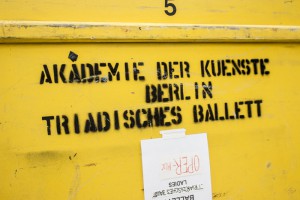 5
AKADEMIE DER KUENSTE
BERLIN
TRIADISCHES BALLETT